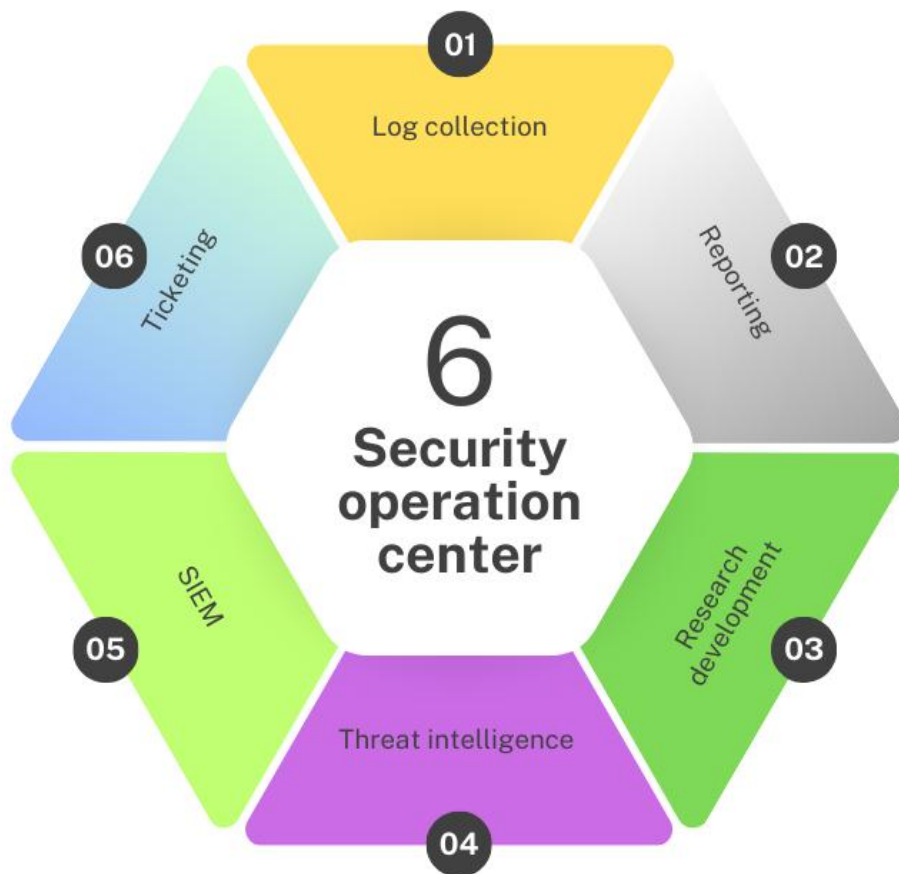 01
Log collection
02
Reporting
03
Research
development
04
Threat intelligence
05
SIEM
06
Ticketing
6
Security
operation
center